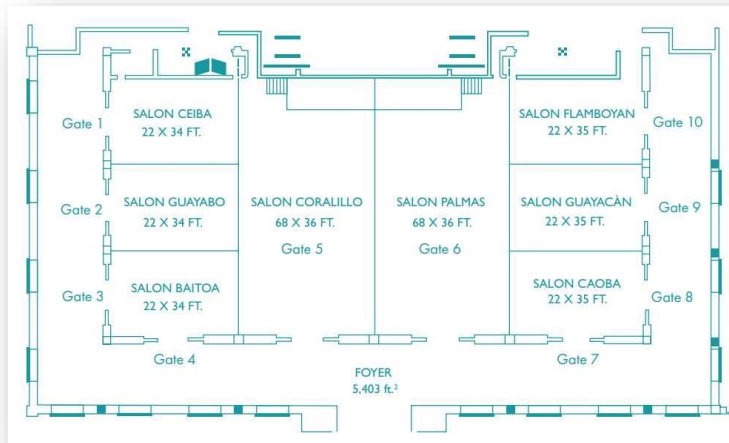 Gate 1
SALON CEIBA
22 X 34 FT.
SALON FLAMBOYAN
22 X 35 FT.
Gate 10
Gate 2
SALON GUAYABO
22 X 34 FT.
SALON CORALILLO
68 X 36 FT.
Gate 5
SALON PALMAS
68 X 36 FT.
Gate 6
SALON GUAYACÀN
22 X 35 FT.
Gate 9
Gate 3
SALON BAITOA
22 X 34 FT.
SALON CAOBA
22 X 35 FT.
Gate 8
Gate 4
Gate 7
FOYER
5,403 ft.²